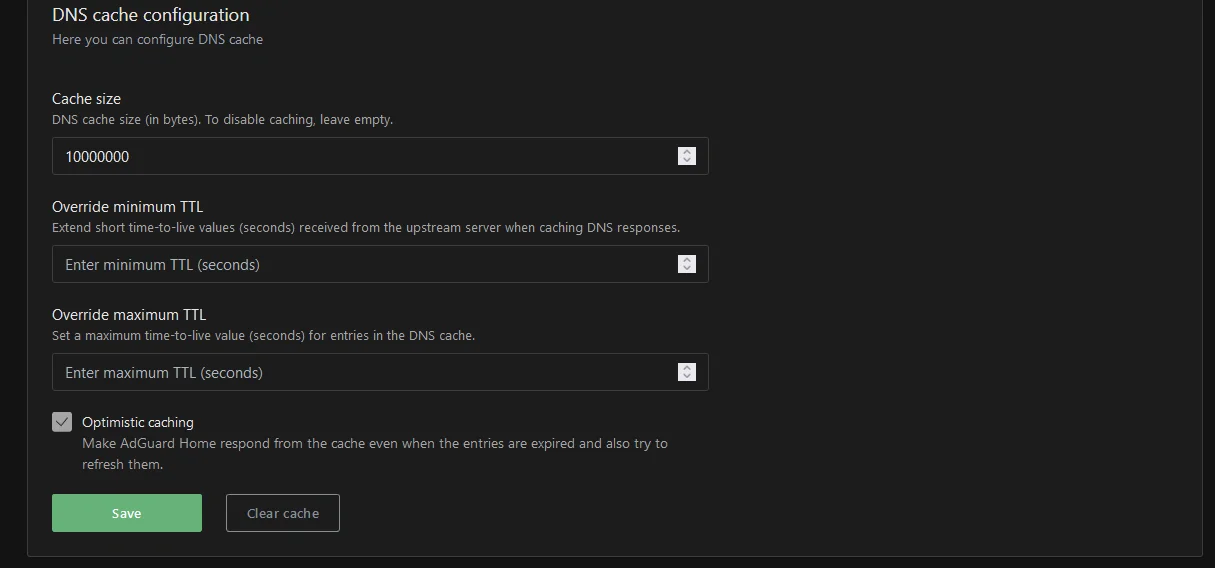 DNS cache configuration
Here you can configure DNS cache
Cache size
DNS cache size (in bytes). To disable caching, leave empty.
10000000
Override minimum TTL
Extend short time-to-live values (seconds) received from the upstream server when caching DNS responses.
Enter minimum TTL (seconds)
Override maximum TTL
Set a maximum time-to-live value (seconds) for entries in the DNS cache.
Enter maximum TTL (seconds)
Optimistic caching
Make AdGuard Home respond from the cache even when the entries are expired and also try to
refresh them.
Save
Clear cache